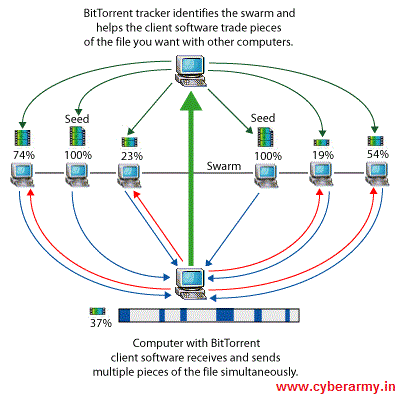 BitTorrent tracker identifies the swarm and
helps the client software trade pieces
of the file you want with other computers.
Seed Seed
74% 100% 23% 100% 19% 54%
Swarm
37%
Computer with BitTorrent
client software receives and sends
multiple pieces of the file simultaneously.
www.cyberarmy.in